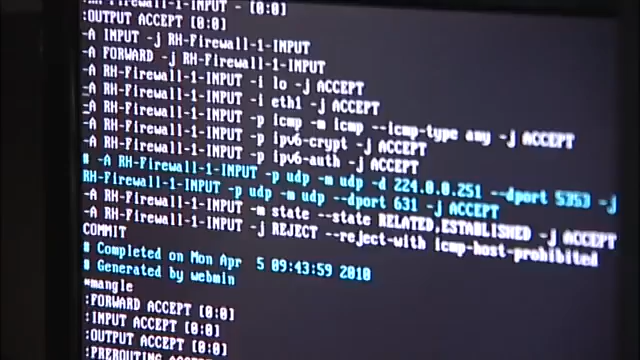 INPUT - [0:0]
:OUTPUT ACCEPT [0:0]
-A INPUT -j RH-Firewall-1-INPUT
-A FORWARD -j RH-Firewall-1-INPUT
-A RH-Firewall-1-INPUT -i lo -j ACCEPT
-A RH-Firewall-1-INPUT -i eth1 -j ACCEPT
-A RH-Firewall-1-INPUT -p icmp -m icmp --icmp-type any -j ACCEPT
-A RH-Firewall-1-INPUT -p ipv6-crypt -j ACCEPT
-A RH-Firewall-1-INPUT -p ipv6-auth -j ACCEPT
# -A RH-Firewall-1-INPUT -p udp -m udp -d 224.0.0.251 --dport 5353 -j
RH-Firewall-1-INPUT -p udp -m udp --dport 631 -j ACCEPT
-A RH-Firewall-1-INPUT -m state --state RELATED,ESTABLISHED -j ACCEPT
-A RH-Firewall-1-INPUT -j REJECT --reject-with icmp-host-prohibited
COMMIT
# Completed on Mon Apr 5 09:43:59 2010
# Generated by webmin
*mangle
:FORWARD ACCEPT [0:0]
:INPUT ACCEPT [0:0]
:OUTPUT ACCEPT [0:0]
:PREROUTING